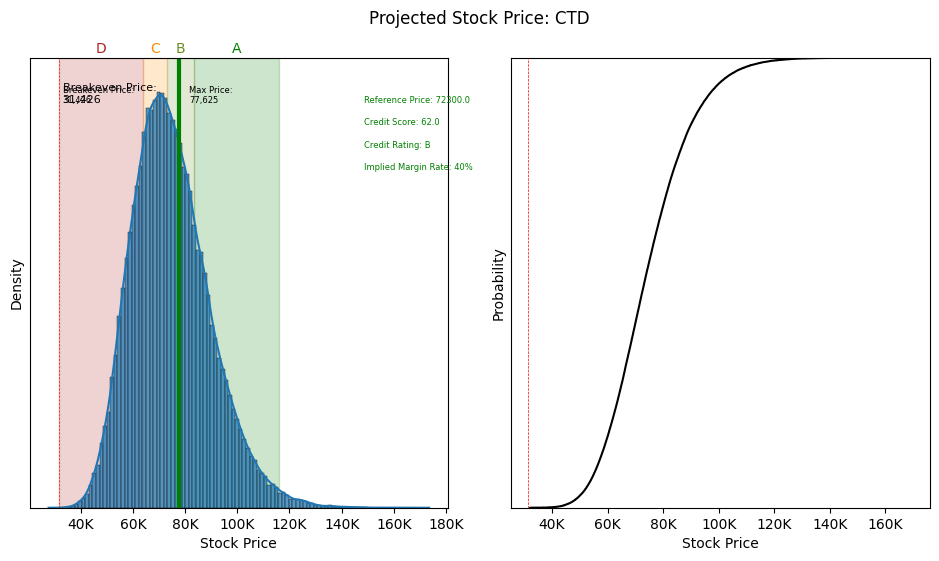 Projected Stock Price: CTD
D C B A
Breakeven Price:
31,426
Breakeven Price:
Max Price:
77,625
Reference Price: 72300.0
Credit Score: 62.0
Credit Rating: B
Implied Margin Rate: 40%
Density
40K 60K 80K 100K 120K 140K 160K 180K
Stock Price
Probability
40K 60K 80K 100K 120K 140K 160K
Stock Price